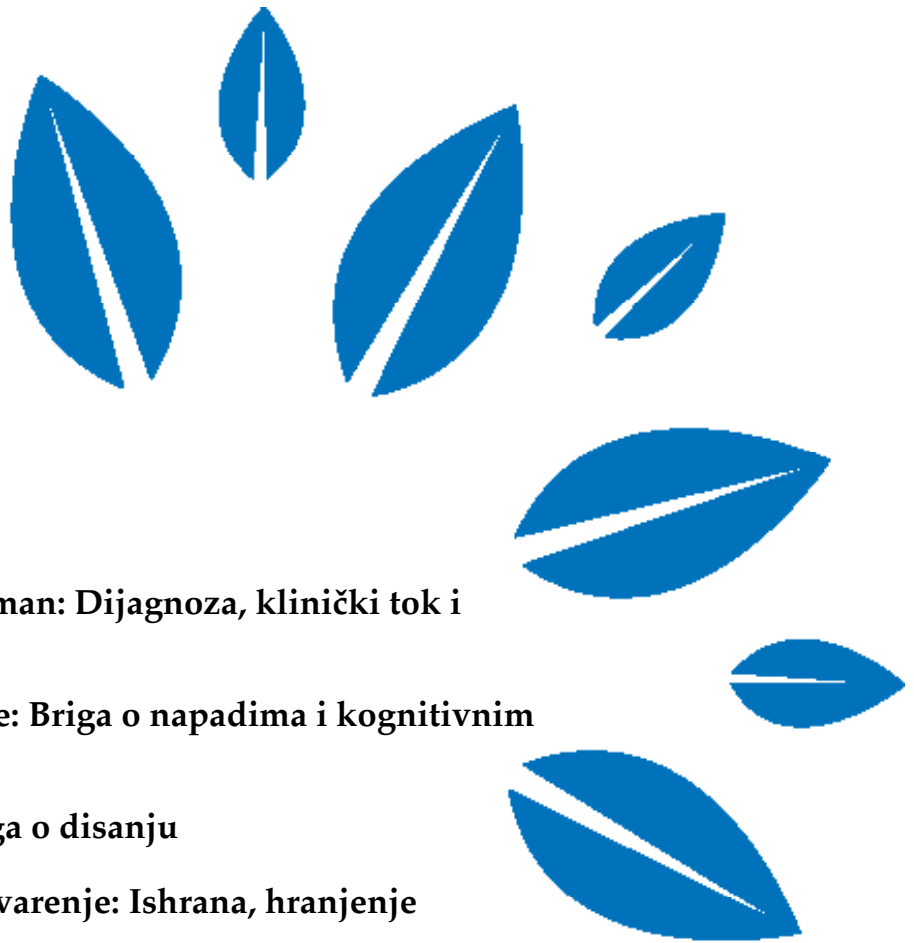 man: Dijagnoza, klinički tok i
e: Briga o napadima i kognitivnim
ga o disanju
varenje: Ishrana, hranjenje